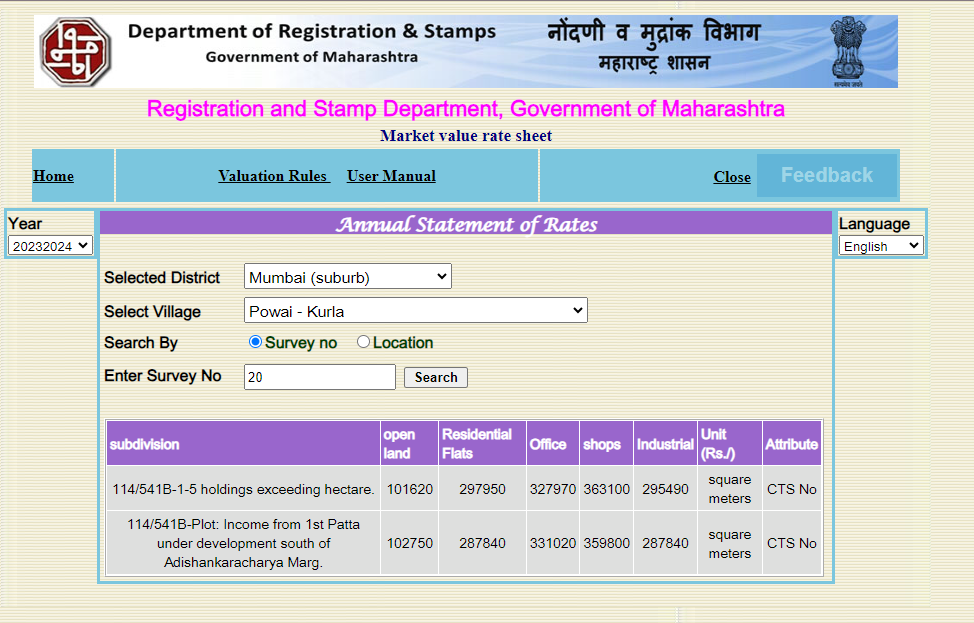 Department of Registration & Stamps
Government of Maharashtra
नोंदणी व मुद्रांक विभाग
महाराष्ट्र शासन
Registration and Stamp Department, Government of Maharashtra
Market value rate sheet
Home Valuation Rules User Manual Close Feedback
Year
20232024
Annual Statement of Rates
Language
English
Selected District Mumbai (suburb)
Select Village Powai - Kurla
Search By Survey no Location
Enter Survey No 20 Search
subdivision open land Residential Flats Office shops Industrial Unit (Rs./) Attribute
114/541B-1-5 holdings exceeding hectare. 101620 297950 327970 363100 295490 square meters CTS No
114/541B-Plot: Income from 1st Patta under development south of Adishankaracharya Marg. 102750 287840 331020 359800 287840 square meters CTS No